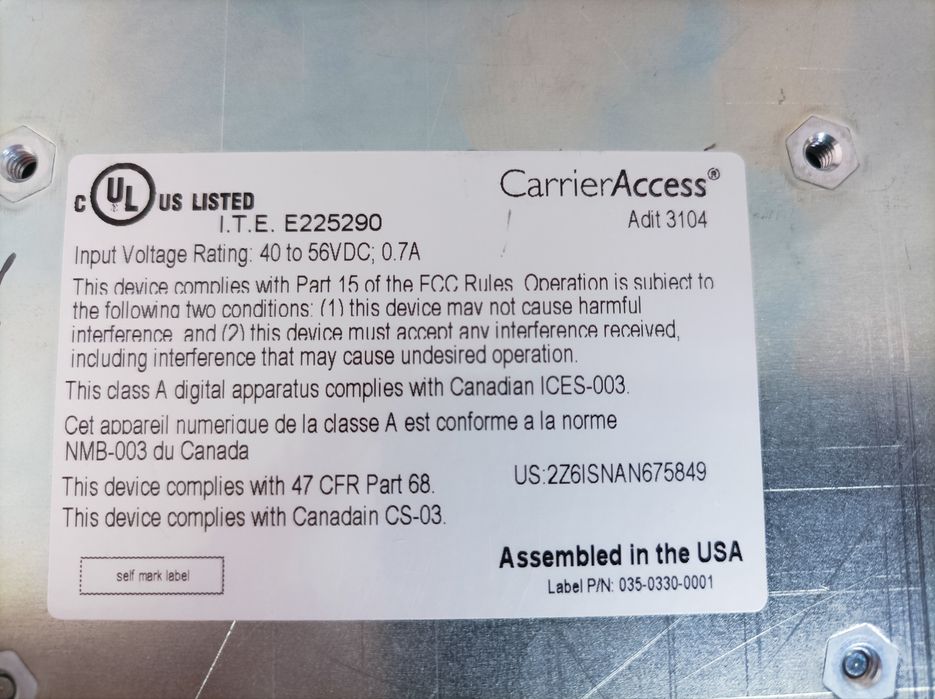 C UL US LISTED
CarrierAccess®
I.T.E. E225290
Adit 3104
Input Voltage Rating: 40 to 56VDC; 0.7A
This device complies with Part 15 of the FCC Rules. Operation is subject to
the following two conditions: (1) this device may not cause harmful
interference, and (2) this device must accept any interference received,
including interference that may cause undesired operation.
This class A digital apparatus complies with Canadian ICES-003.
Cet appareil numerique de la classe A est conforme a la norme
NMB-003 du Canada
This device complies with 47 CFR Part 68.
US:2Z6ISNAN675849
This device complies with Canadain CS-03.
Assembled in the USA
self mark label
Label P/N: 035-0330-0001